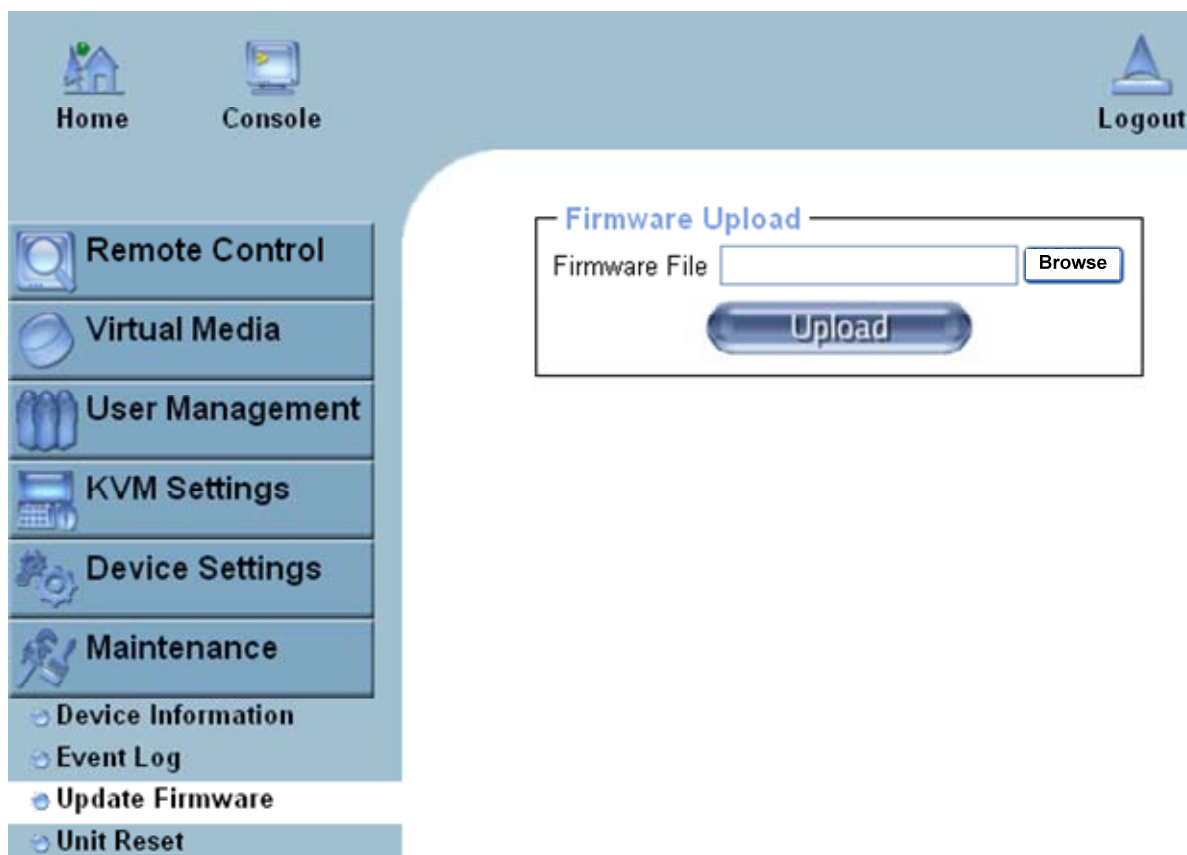 Home
Console
Logout
Remote Control
Virtual Media
User Management
KVM Settings
Device Settings
Maintenance
Device Information
Event Log
Update Firmware
Unit Reset
Firmware Upload
Firmware File
Browse
Upload